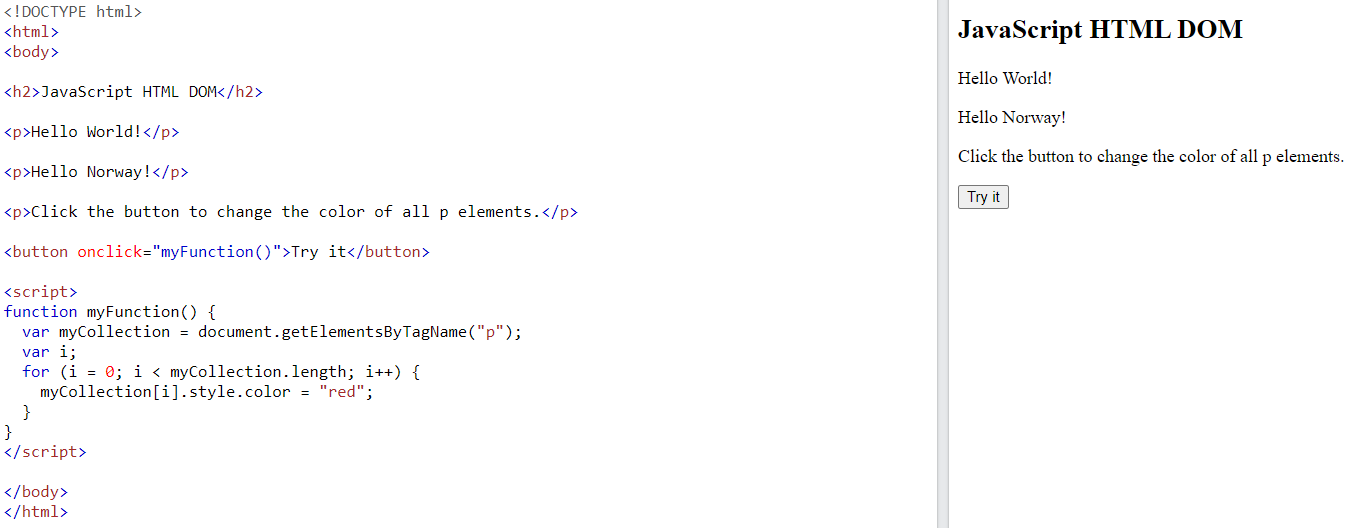 <!DOCTYPE html>
<html>
<body>
<h2>JavaScript HTML DOM</h2>
<p>Hello World!</p>
<p>Hello Norway!</p>
<p>Click the button to change the color of all p elements.</p>
<button onclick="myFunction()">Try it</button>
<script>
function myFunction() {
  var myCollection = document.getElementsByTagName("p");
  var i;
  for (i = 0; i < myCollection.length; i++) {
    myCollection[i].style.color = "red";
  }
}
</script>
</body>
</html>
JavaScript HTML DOM
Hello World!
Hello Norway!
Click the button to change the color of all p elements.
Try it